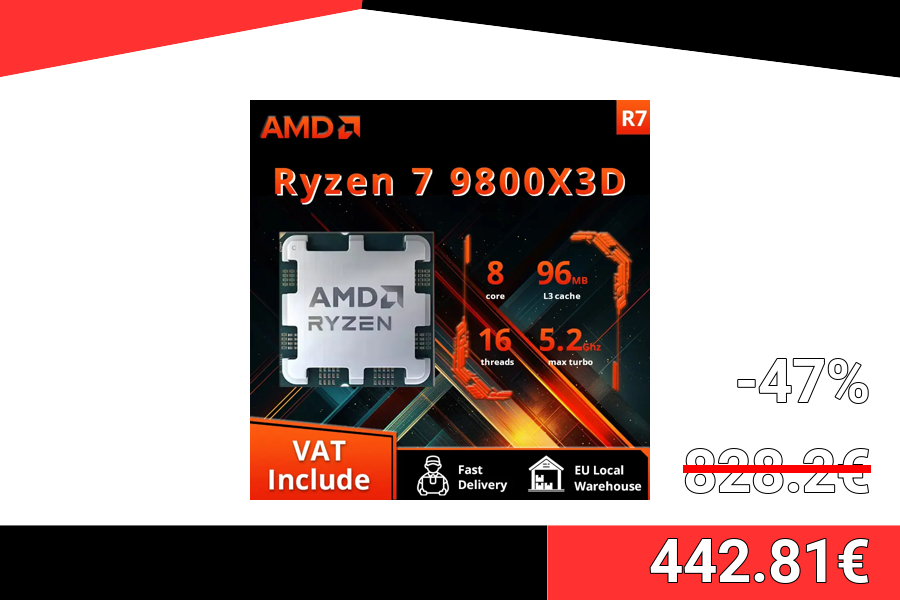 AMD
R7
Ryzen 7 9800X3D
AMD
RYZEN
8
core
96MB
L3 cache
16
threads
5.2Ghz
max turbo
VAT
Include
Fast
Delivery
EU Local
Warehouse
-47%
828.2€
442.81€